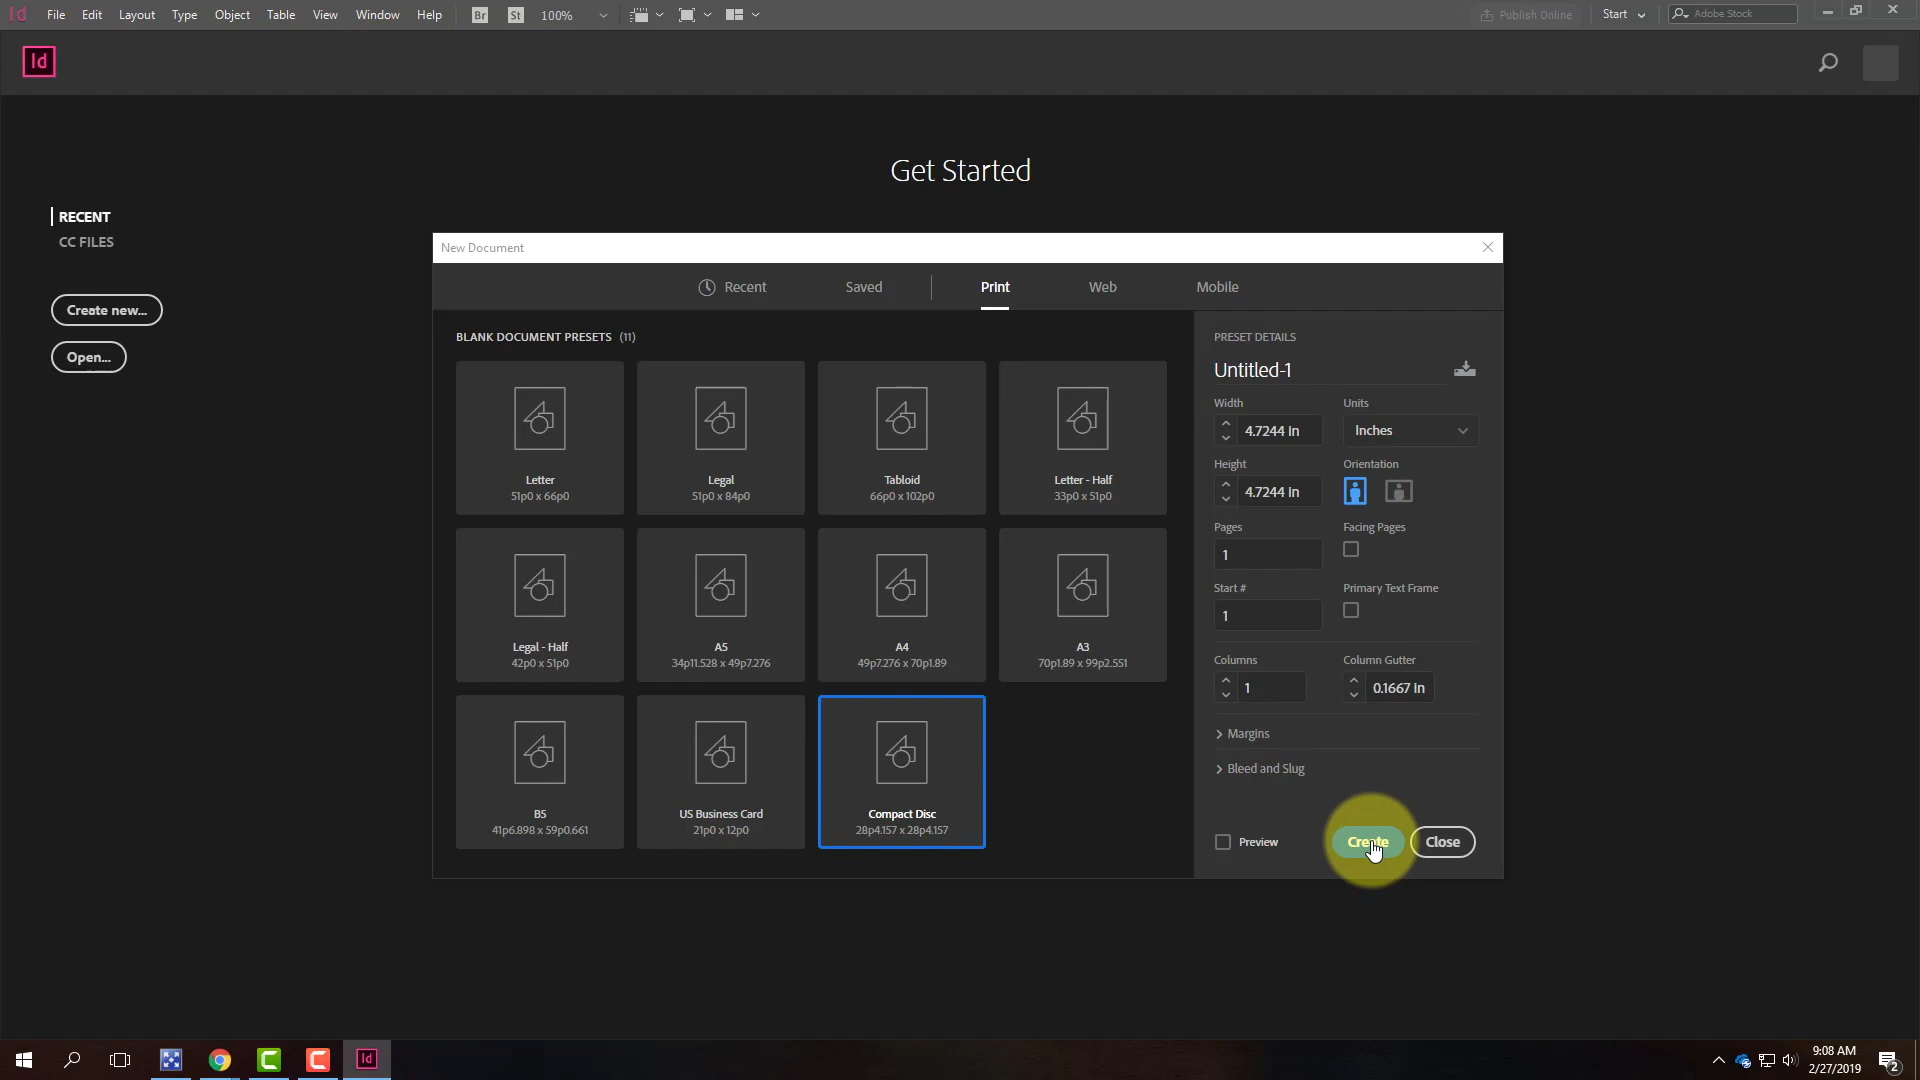 Id File Edit Layout Type Object Table View Window Help Br St 100% Publish Online Start Adobe Stock
Id
Get Started
RECENT
CC FILES
Create new...
Open...
New Document
Recent Saved Print Web Mobile
BLANK DOCUMENT PRESETS (11)
Letter
51p0 x 66p0
Legal
51p0 x 84p0
Tabloid
66p0 x 102p0
Letter - Half
33p0 x 51p0
Legal - Half
42p0 x 51p0
A5
34p11.528 x 49p7.276
A4
49p7.276 x 70p1.89
A3
70p1.89 x 99p2.551
B5
41p6.898 x 59p0.661
US Business Card
21p0 x 12p0
Compact Disc
28p4.157 x 28p4.157
PRESET DETAILS
Untitled-1
Width Units
4.7244 in Inches
Height Orientation
4.7244 in
Pages Facing Pages
1
Start # Primary Text Frame
1
Columns Column Gutter
1 0.1667 in
Margins
Bleed and Slug
Preview Create Close
Id
9:08 AM
2/27/2019
2